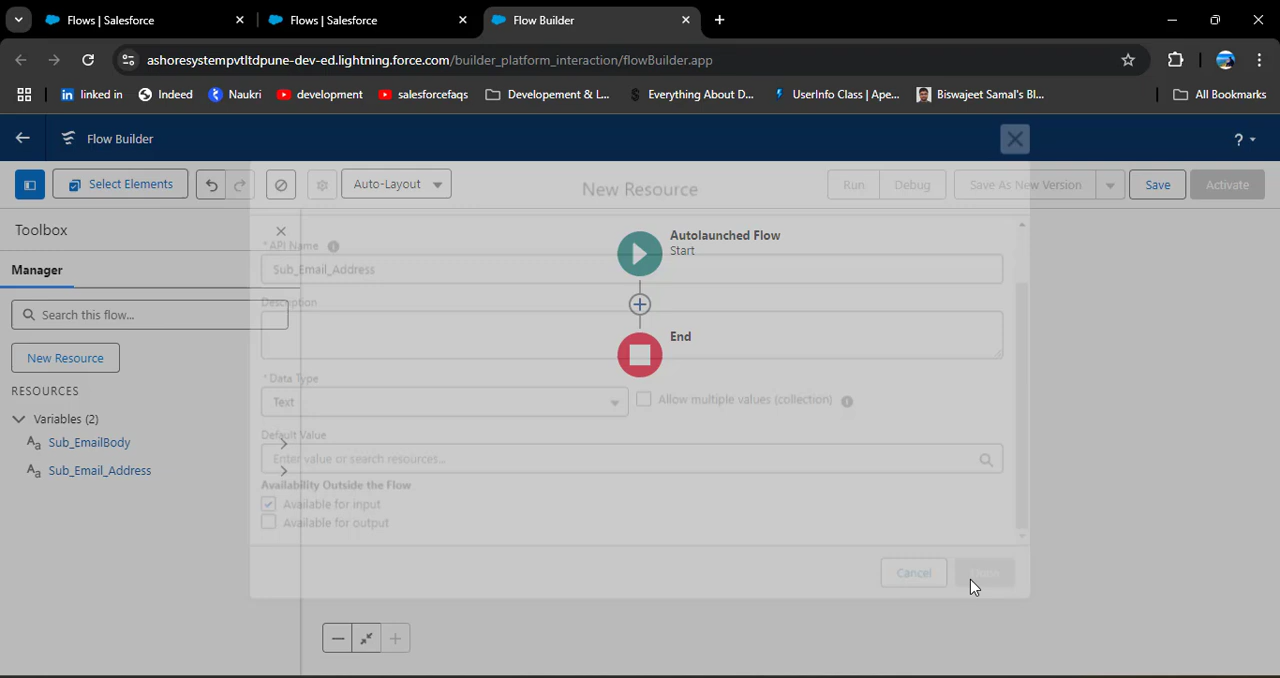 Flows | Salesforce
Flows | Salesforce
Flow Builder
ashoresystempvtltdpune-dev-ed.lightning.force.com/builder_platform_interaction/flowBuilder.app
linked in
Indeed
Naukri
development
salesforcefaqs
Developement & L...
Everything About D...
UserInfo Class | Ape...
Biswajeet Samal's Bl...
All Bookmarks
Flow Builder
?
Select Elements
Auto-Layout
New Resource
Run
Debug
Save As New Version
Save
Activate
Toolbox
Manager
Search this flow...
New Resource
RESOURCES
Variables (2)
Sub_EmailBody
Sub_Email_Address
Autolaunched Flow
Start
End
* API Name
Sub_Email_Address
Description
* Data Type
Text
Allow multiple values (collection)
Default Value
Enter value or search resources...
Availability Outside the Flow
Available for input
Available for output
Cancel
Done